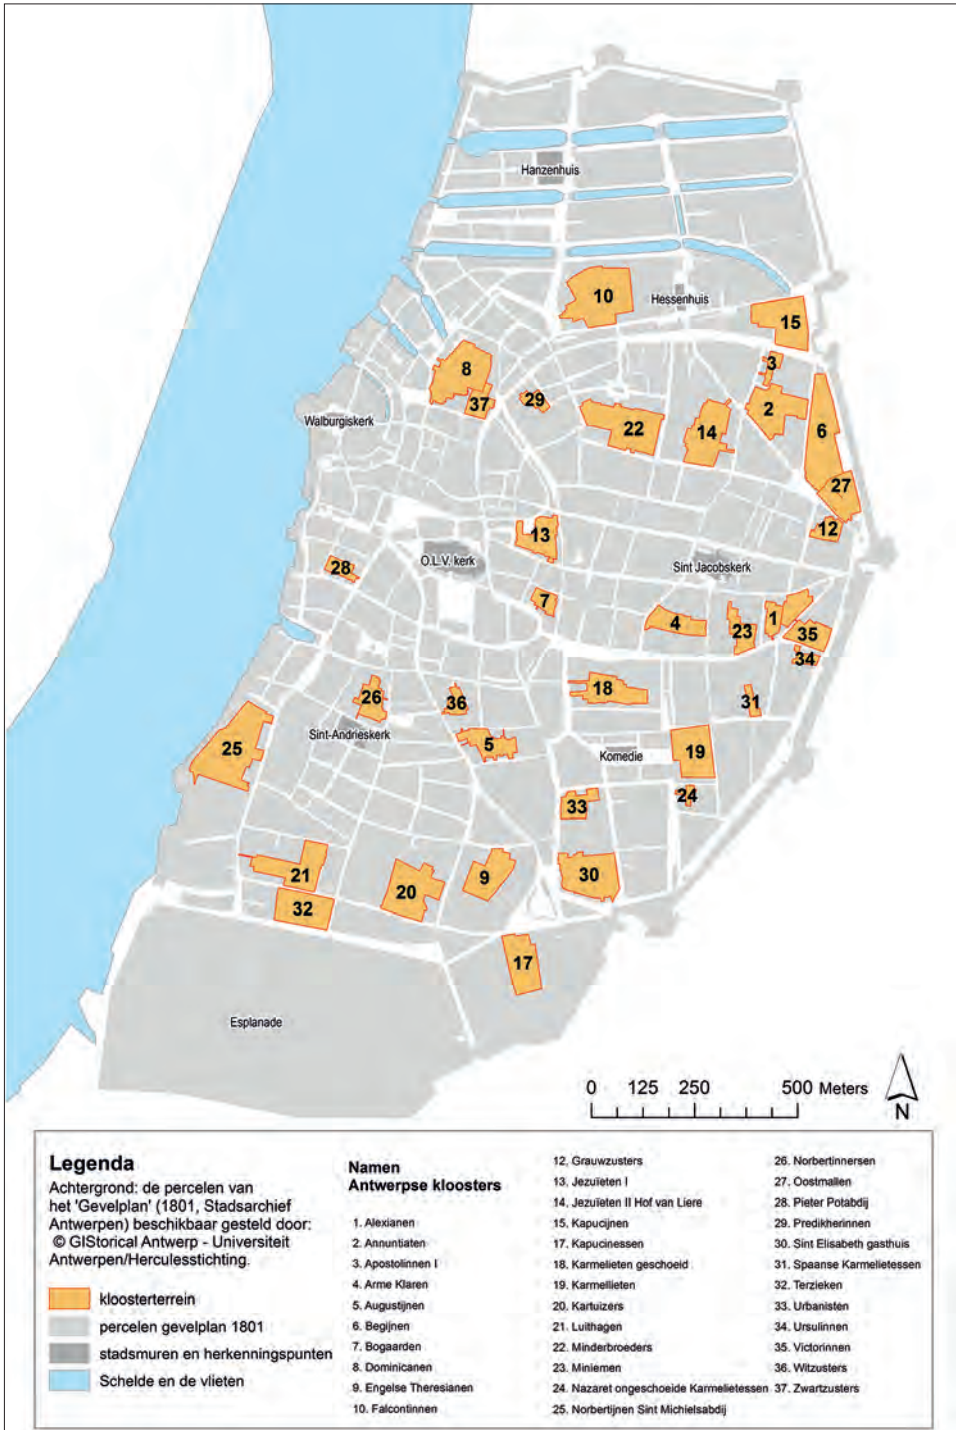 Hanzenhuis
10
Hessenhuis
15
3
8
37
29
2
22
14
6
Walburgiskerk
27
12
13
O.L.V. kerk
Sint Jacobskerk
28
7
4
23
1
35
34
18
31
26
36
Sint-Andrieskerk
25
5
Komedie
19
24
33
21
20
9
30
32
17
Esplanade
0 125 250 500 Meters
N
Legenda
Achtergrond: de percelen van
het 'Gevelplan' (1801, Stadsarchief
Antwerpen) beschikbaar gesteld door:
© GIStorical Antwerp - Universiteit
Antwerpen/Herculesstichting.
kloosterterrein
percelen gevelplan 1801
stadsmuren en herkenningspunten
Schelde en de vlieten
Namen
Antwerpse kloosters
1. Alexianen
2. Annuntiaten
3. Apostolinnen I
4. Arme Klaren
5. Augustijnen
6. Begijnen
7. Bogaarden
8. Dominicanen
9. Engelse Theresianen
10. Falcontinnen
12. Grauwzusters
13. Jezuïeten I
14. Jezuïeten II Hof van Liere
15. Kapucijnen
17. Kapucinessen
18. Karmelieten geschoeid
19. Karmellieten
20. Kartuizers
21. Luithagen
22. Minderbroeders
23. Miniemen
24. Nazaret ongeschoeide Karmelietessen
25. Norbertijnen Sint Michielsabdij
26. Norbertinnersen
27. Oostmallen
28. Pieter Potabdij
29. Predikherinnen
30. Sint Elisabeth gasthuis
31. Spaanse Karmelietessen
32. Terzieken
33. Urbanisten
34. Ursulinnen
35. Victorinnen
36. Witzusters
37. Zwartzusters